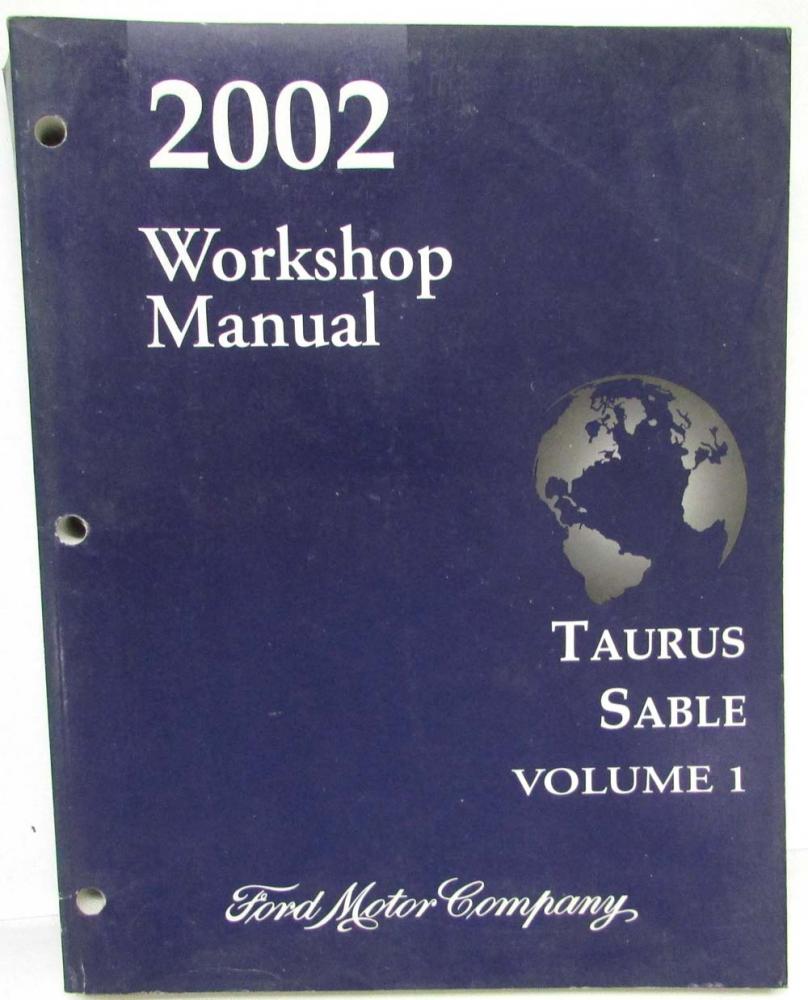 2002
Workshop
Manual
TAURUS
SABLE
VOLUME 1
Ford Motor Company